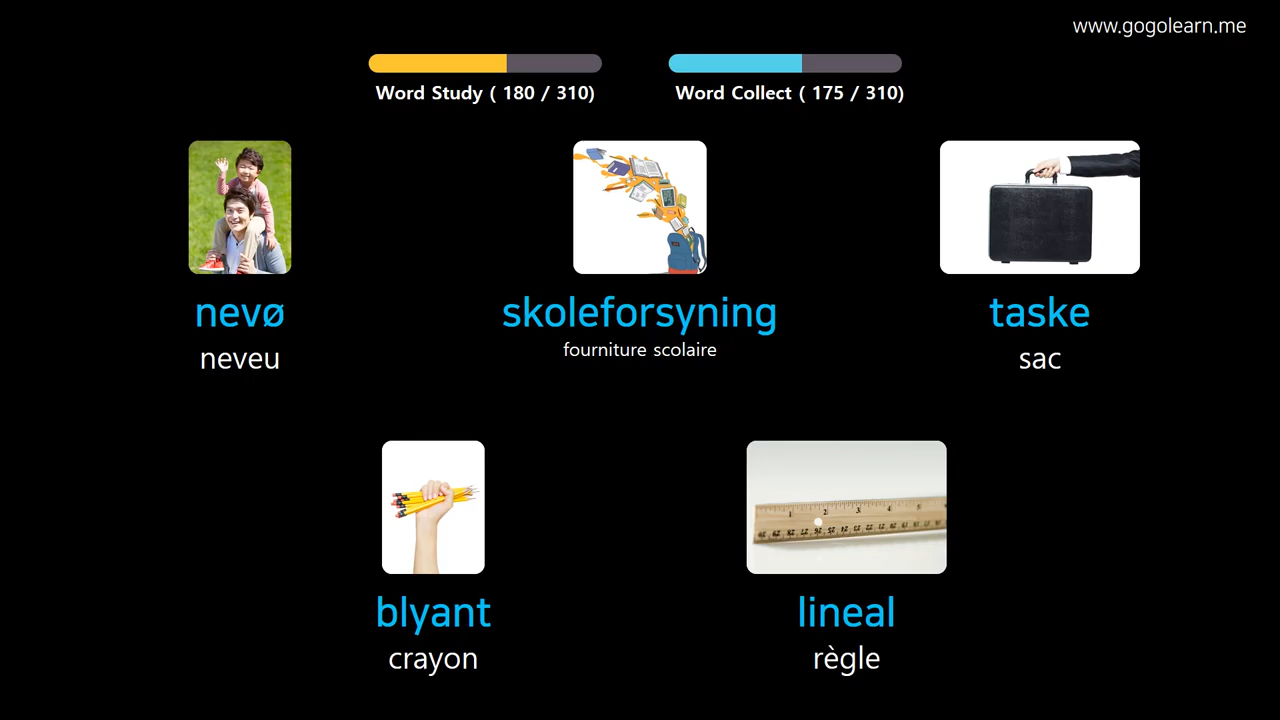 www.gogolearn.me
Word Study ( 180 / 310)
Word Collect ( 175 / 310)
nevø
neveu
skoleforsyning
fourniture scolaire
taske
sac
blyant
crayon
lineal
règle